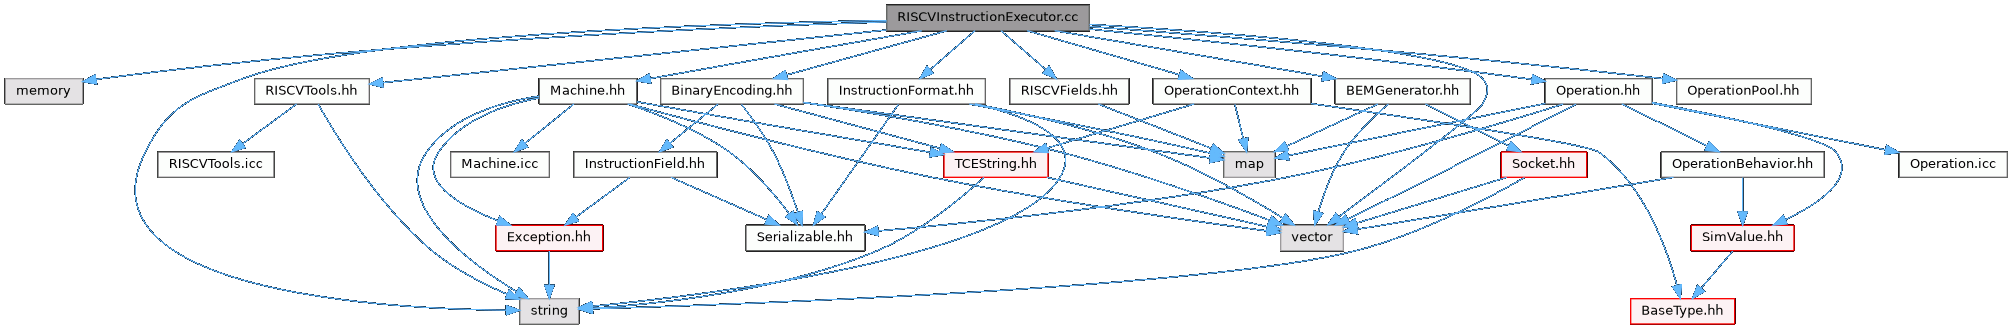 RISCVInstructionExecutor.cc
memory
RISCVTools.hh
Machine.hh
BinaryEncoding.hh
InstructionFormat.hh
RISCVFields.hh
OperationContext.hh
BEMGenerator.hh
Operation.hh
OperationPool.hh
RISCVTools.icc
Machine.icc
InstructionField.hh
TCEString.hh
map
Socket.hh
OperationBehavior.hh
Operation.icc
Exception.hh
Serializable.hh
vector
SimValue.hh
string
BaseType.hh